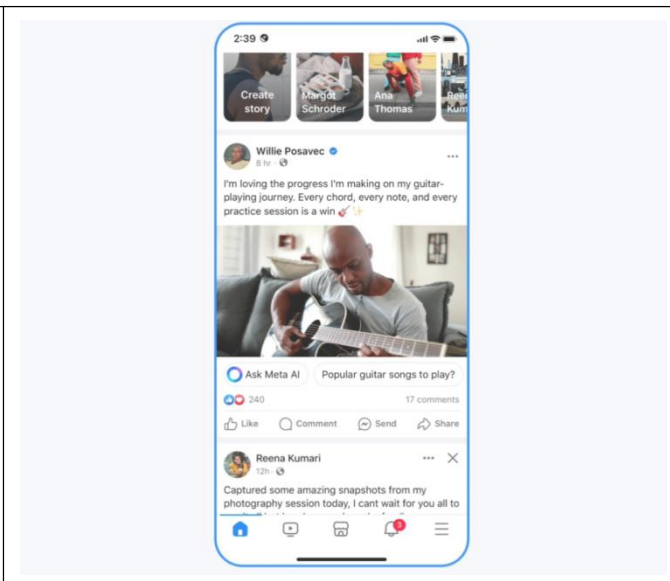 2:39
Create
story
Margot
Schroder
Ana
Thomas
Willie Posavec
8 hr ·
I'm loving the progress I'm making on my guitar-
playing journey. Every chord, every note, and every
practice session is a win 🎸✨
Ask Meta AI
Popular guitar songs to play?
240
17 comments
Like
Comment
Send
Share
Reena Kumari
12h ·
Captured some amazing snapshots from my
photography session today, I cant wait for you all to
3